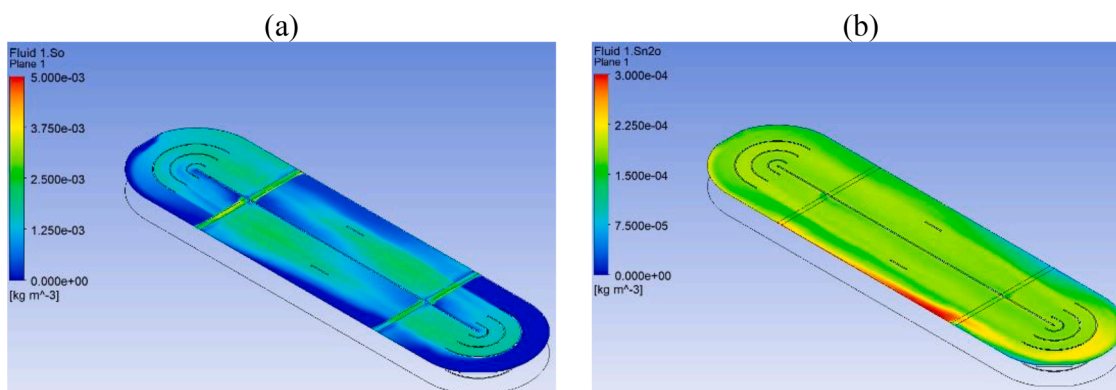 (a)
Fluid 1.So
Plane 1
5.000e-03
3.750e-03
2.500e-03
1.250e-03
0.000e+00
[kg m^-3]
(b)
Fluid 1.Sn2o
Plane 1
3.000e-04
2.250e-04
1.500e-04
7.500e-05
0.000e+00
[kg m^-3]